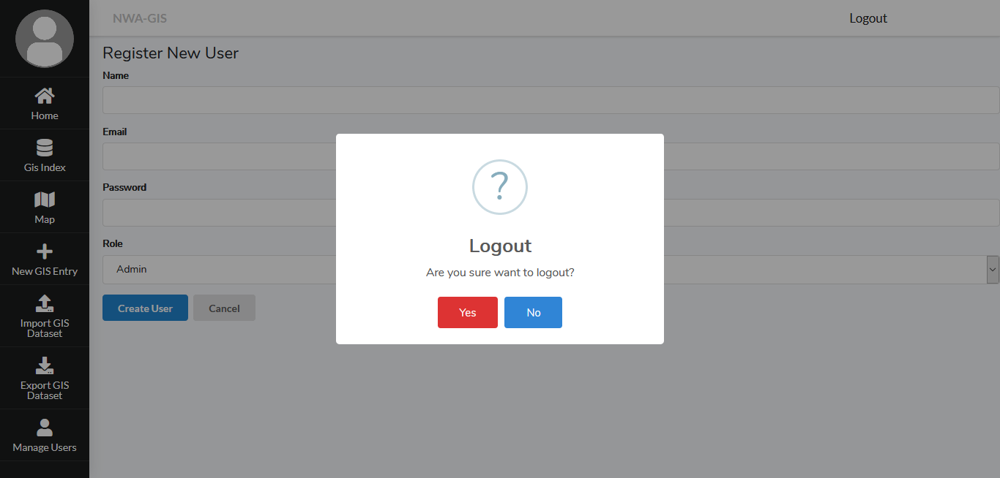 NWA-GIS
Logout
Home
Gis Index
Map
New GIS Entry
Import GIS
Dataset
Export GIS
Dataset
Manage Users
Register New User
Name
Email
Password
Role
Admin
Create User
Cancel
?
Logout
Are you sure want to logout?
Yes
No